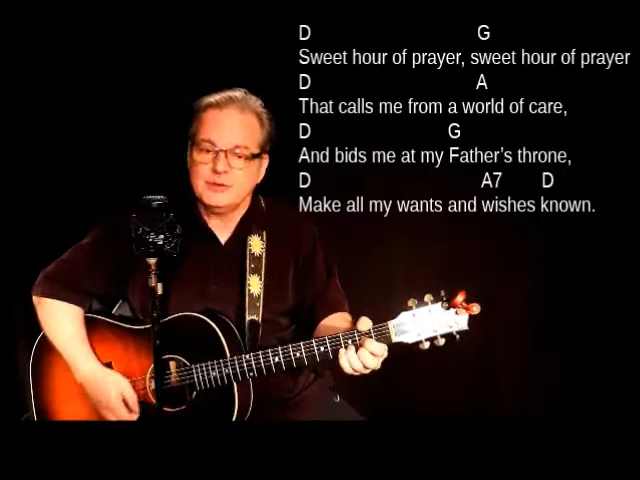 D G
Sweet hour of prayer, sweet hour of prayer
D A
That calls me from a world of care,
D G
And bids me at my Father’s throne,
D A7 D
Make all my wants and wishes known.